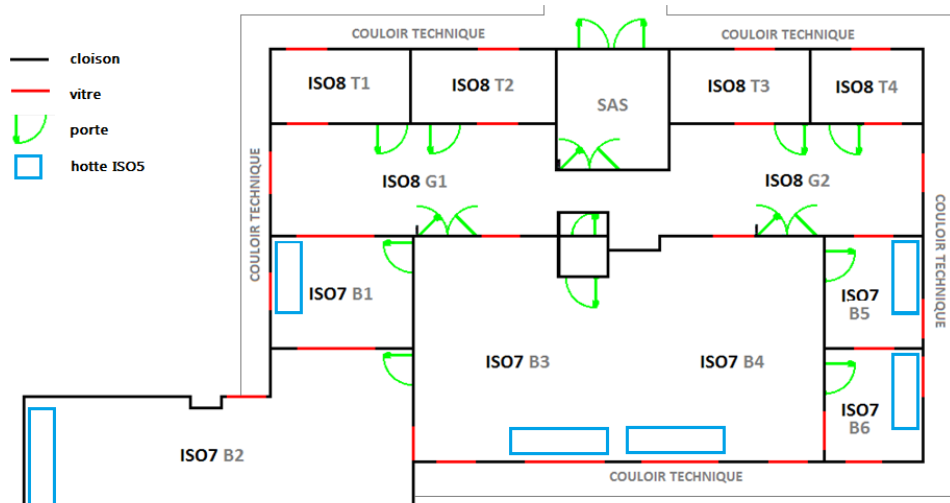 COULOIR TECHNIQUE
COULOIR TECHNIQUE
cloison
vitre
porte
hotte ISO5
ISO8 T1
ISO8 T2
SAS
ISO8 T3
ISO8 T4
COULOIR TECHNIQUE
ISO8 G1
ISO8 G2
COULOIR TECHNIQUE
ISO7 B1
ISO7
B5
ISO7 B3
ISO7 B4
ISO7
B6
ISO7 B2
COULOIR TECHNIQUE